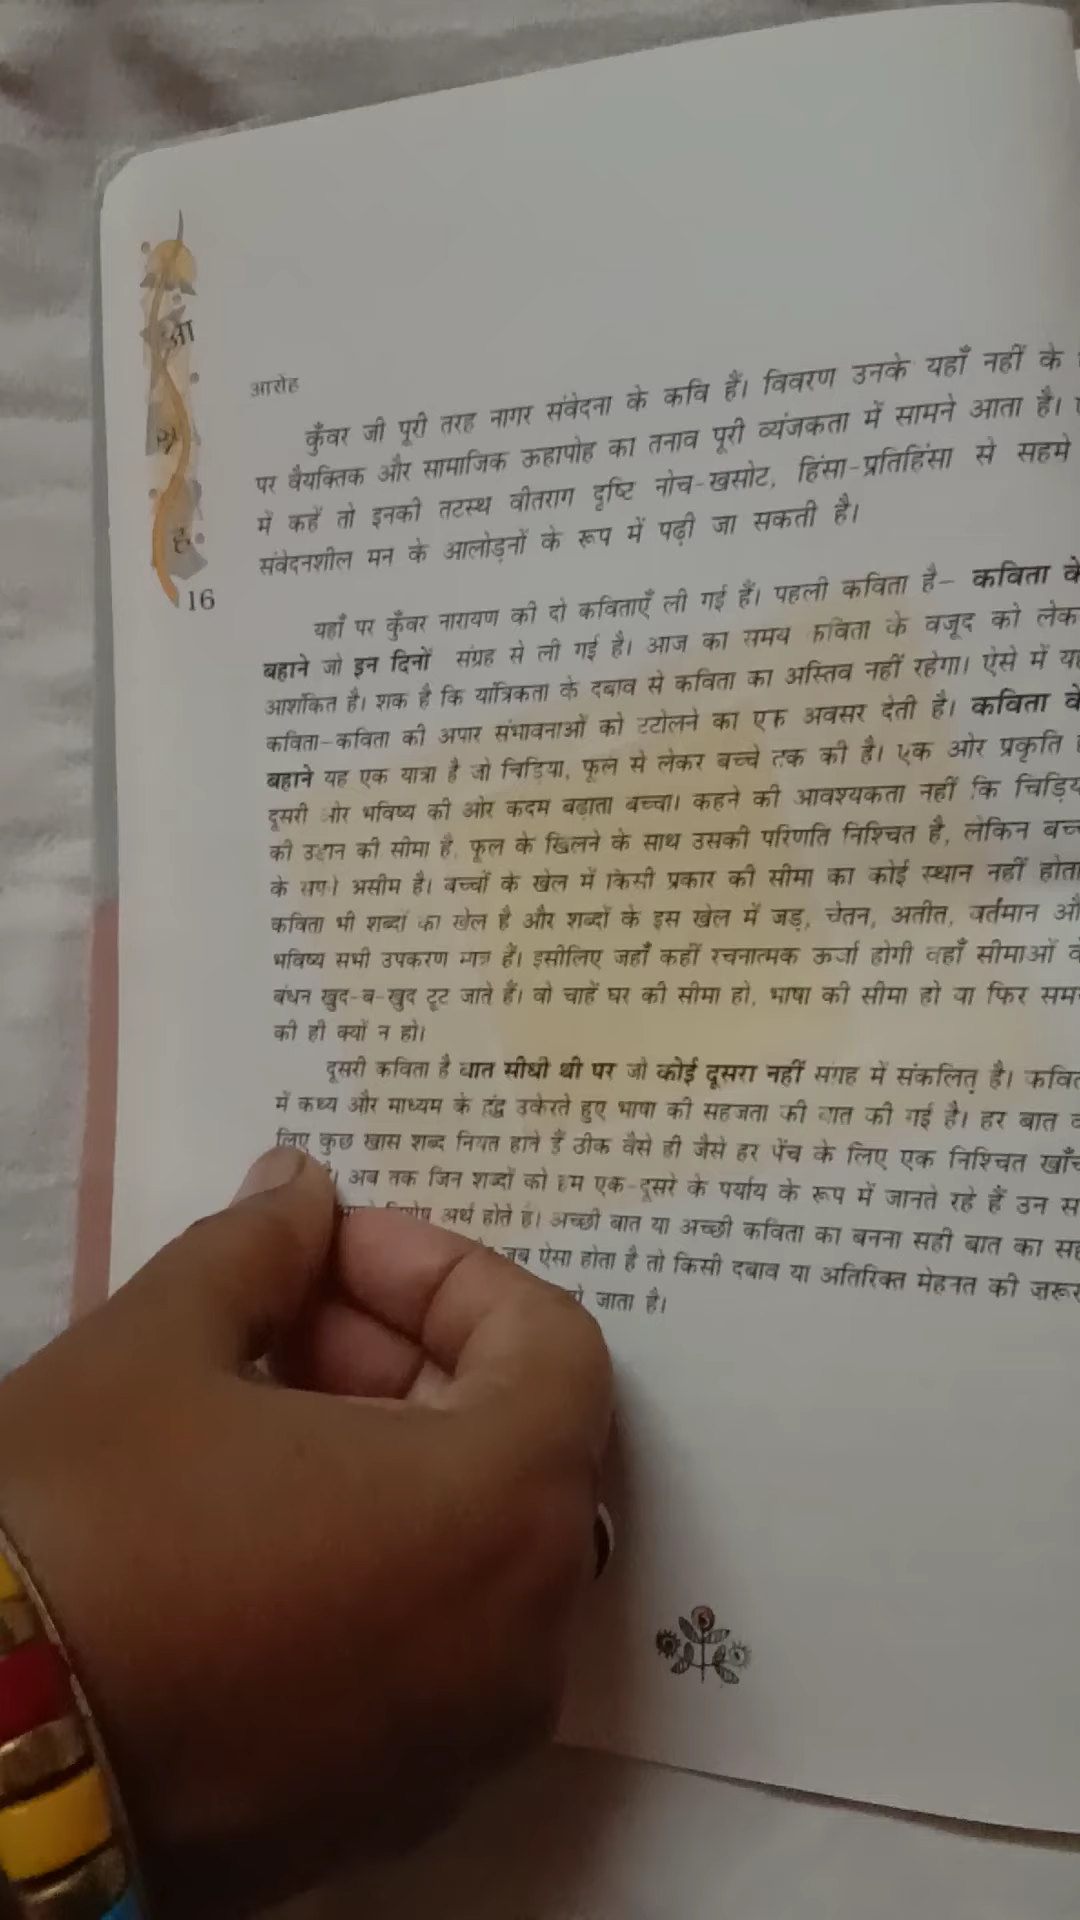 आ
रो
ह
आरोह
16
कुँवर जी पूरी तरह नागर संवेदना के कवि हैं। विवरण उनके यहाँ नहीं के
पर वैयक्तिक और सामाजिक ऊहापोह का तनाव पूरी व्यंजकता में सामने आता है।
में कहें तो इनकी तटस्थ वीतराग दृष्टि नोच-खसोट, हिंसा-प्रतिहिंसा से सहमे
संवेदनशील मन के आलोड़नों के रूप में पढ़ी जा सकती है।
यहाँ पर कुँवर नारायण की दो कविताएँ ली गई हैं। पहली कविता है– कविता के
बहाने जो इन दिनों संग्रह से ली गई है। आज का समय कविता के वजूद को
आशंकित है। शक है कि यांत्रिकता के दबाव से कविता का अस्तिव नहीं रहेगा। ऐसे में
कविता-कविता की अपार संभावनाओं को टटोलने का एक अवसर देती है। कविता के
बहाने यह एक यात्रा है जो चिड़िया, फूल से लेकर बच्चे तक की है। एक ओर प्रकृति
दूसरी ओर भविष्य की ओर कदम बढ़ाता बच्चा। कहने की आवश्यकता नहीं कि
की उड़ान की सीमा है, फूल के खिलने के साथ उसकी परिणति निश्चित है, लेकिन
के सपने असीम है। बच्चों के खेल में किसी प्रकार की सीमा का कोई स्थान नहीं होता
कविता भी शब्दों का खेल है और शब्दों के इस खेल में जड़, चेतन, अतीत, वर्तमान
भविष्य सभी उपकरण मात्र हैं। इसीलिए जहाँ कहीं रचनात्मक ऊर्जा होगी वहाँ सीमाओं
बंधन खुद-ब-खुद टूट जाते हैं। वो चाहें घर की सीमा हो, भाषा की सीमा हो या फिर
की ही क्यों न हो।
दूसरी कविता है बात सीधी थी पर जो कोई दूसरा नहीं संग्रह में संकलित है।
में कथ्य और माध्यम के द्वंद्व उकेरते हुए भाषा की सहजता की बात की गई है। हर बात
लिए कुछ खास शब्द नियत होते हैं ठीक वैसे ही जैसे हर पेंच के लिए एक निश्चित
अब तक जिन शब्दों को हम एक-दूसरे के पर्याय के रूप में जानते रहे हैं उन
अर्थ होते हैं। अच्छी बात या अच्छी कविता का बनना सही बात का
जब ऐसा होता है तो किसी दबाव या अतिरिक्त मेहनत की
जाता है।